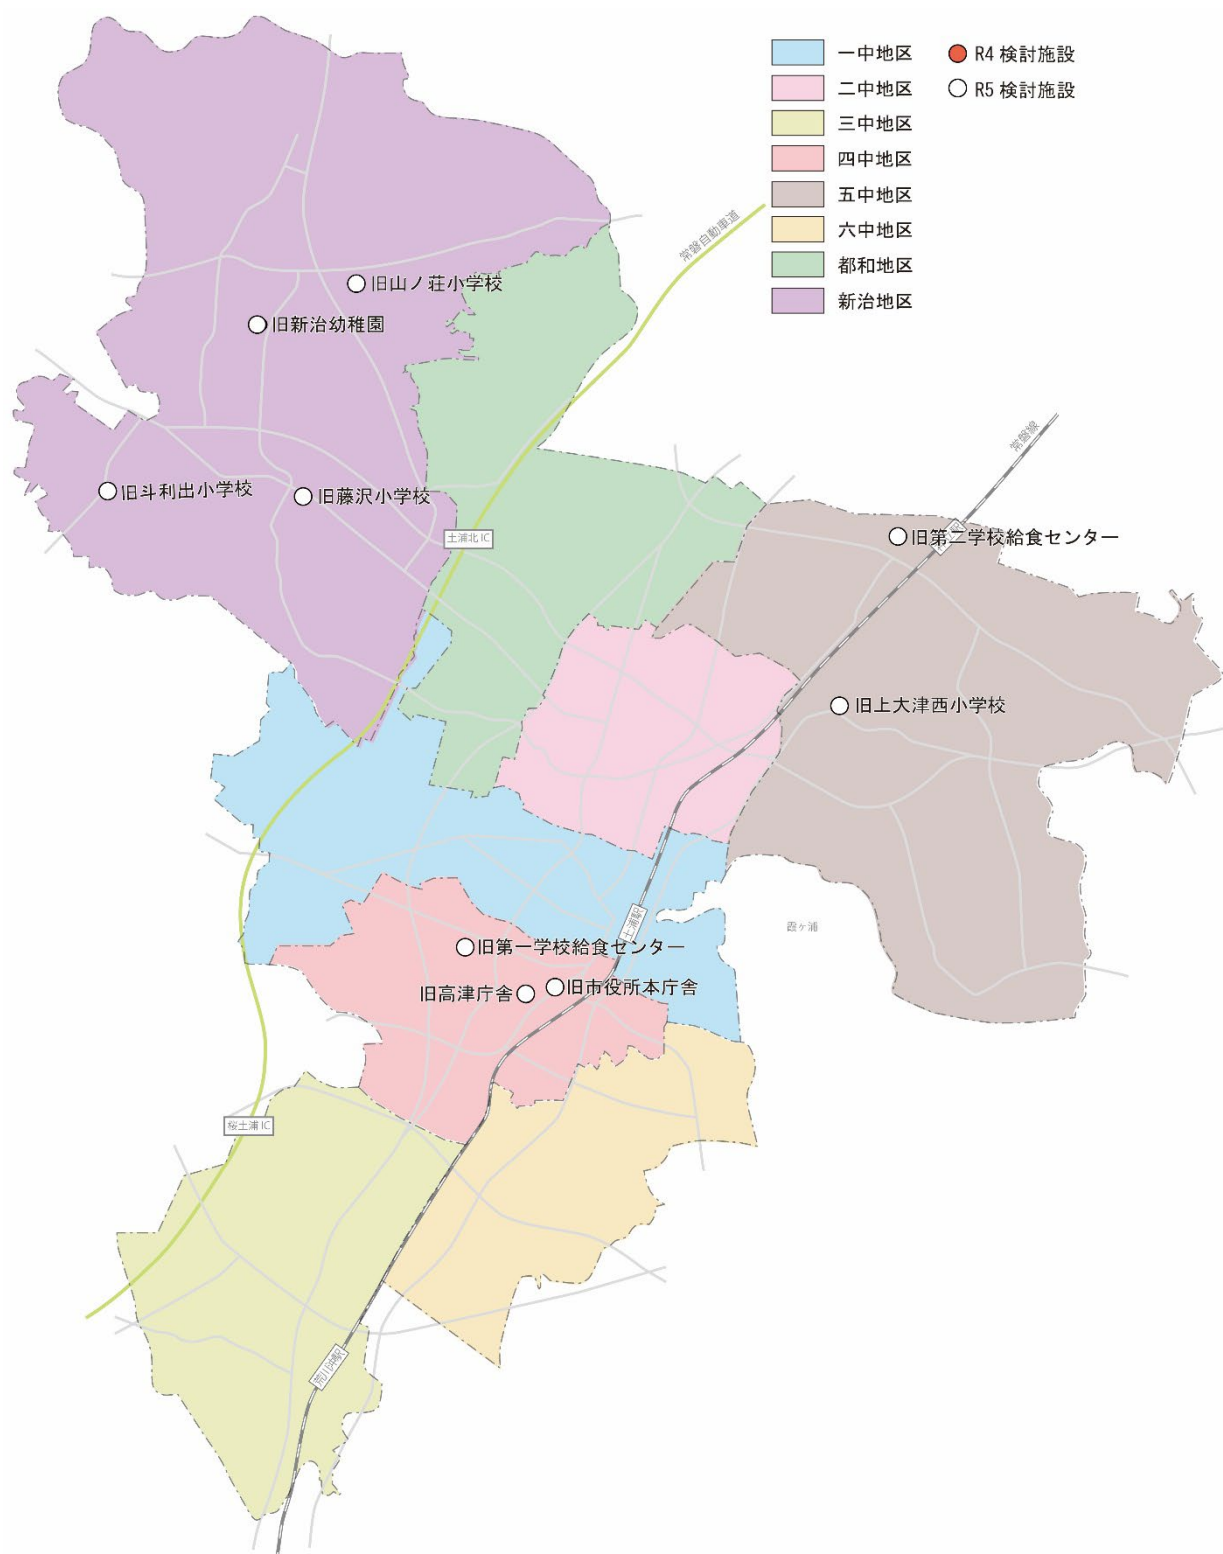 一中地区
R4 検討施設
二中地区
R5 検討施設
三中地区
四中地区
五中地区
六中地区
都和地区
新治地区
常磐自動車道
旧山ノ荘小学校
旧新治幼稚園
常磐線
旧斗利出小学校
旧藤沢小学校
土浦北 IC
旧第二学校給食センター
旧上大津西小学校
土浦駅
霞ヶ浦
旧第一学校給食センター
旧高津庁舎
旧市役所本庁舎
桜土浦 IC
荒川沖駅